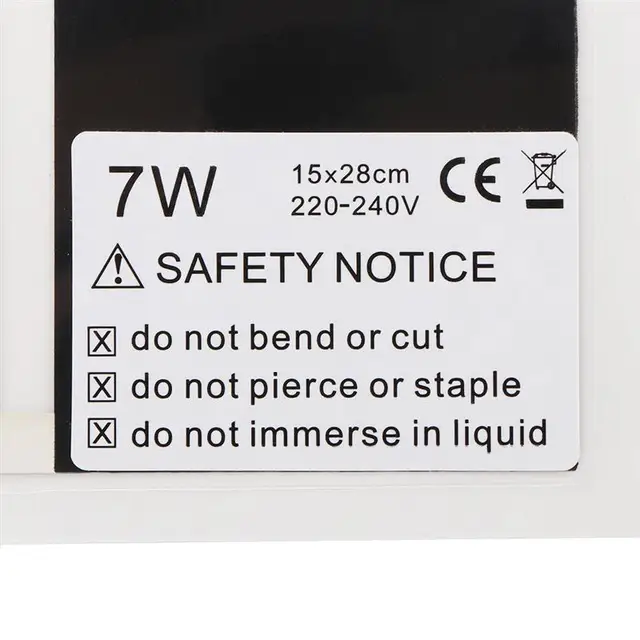 7W
15x28cm
220-240V
CE
SAFETY NOTICE
X do not bend or cut
X do not pierce or staple
X do not immerse in liquid